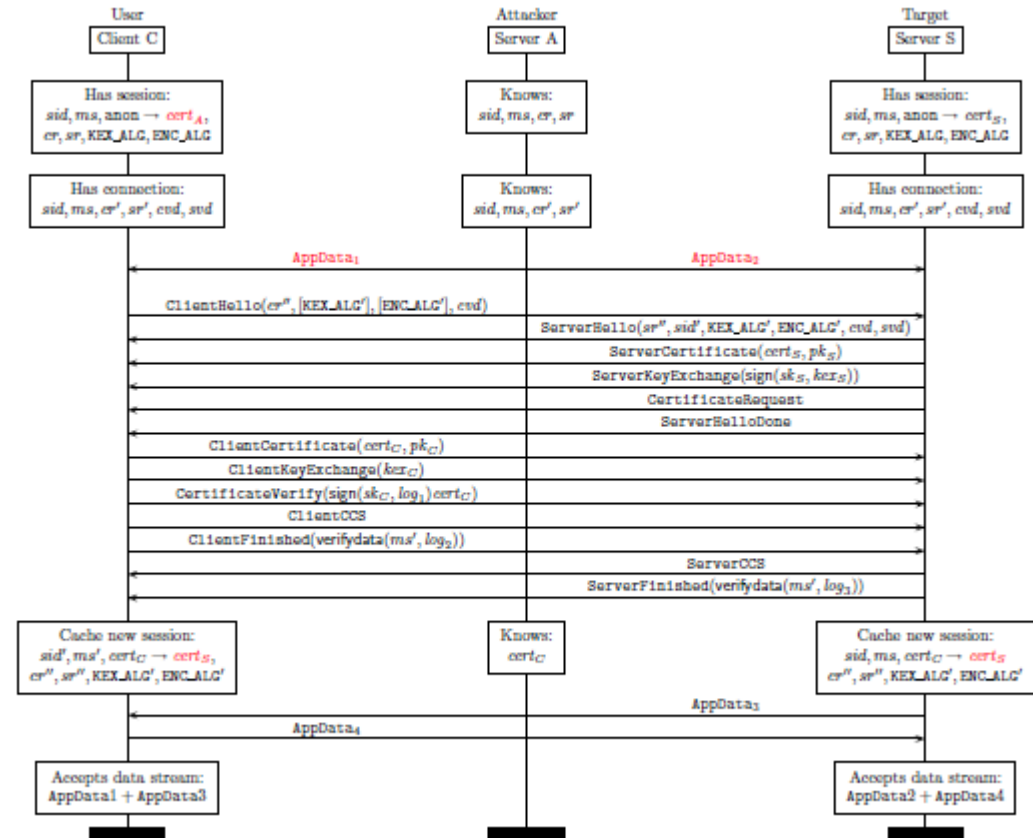 User Attacker Target
Client C Server A Server S
Has session: Knows: Has session:
sid, ms, anon → cert_A, sid, ms, cr, sr sid, ms, anon → cert_S,
cr, sr, KEX_ALG, ENC_ALG cr, sr, KEX_ALG, ENC_ALG
Has connection: Knows: Has connection:
sid, ms, cr′, sr′, cvd, svd sid, ms, cr′, sr′ sid, ms, cr′, sr′, cvd, svd
AppData₁ AppData₂
ClientHello(cr″, [KEX_ALG′], [ENC_ALG′], cvd)
ServerHello(sr″, sid′, KEX_ALG′, ENC_ALG′, cvd, svd)
ServerCertificate(cert_S, pk_S)
ServerKeyExchange(sign(sk_S, kex_S))
CertificateRequest
ServerHelloDone
ClientCertificate(cert_C, pk_C)
ClientKeyExchange(kex_C)
CertificateVerify(sign(sk_C, log₁)cert_C)
ClientCCS
ClientFinished(verifydata(ms′, log₂))
ServerCCS
ServerFinished(verifydata(ms′, log₃))
Cache new session: Knows: Cache new session:
sid′, ms′, cert_C → cert_S, cert_C sid, ms, cert_C → cert_S
cr″, sr″, KEX_ALG′, ENC_ALG′ cr″, sr″, KEX_ALG′, ENC_ALG′
AppData₃
AppData₄
Accepts data stream: Accepts data stream:
AppData1 + AppData3 AppData2 + AppData4